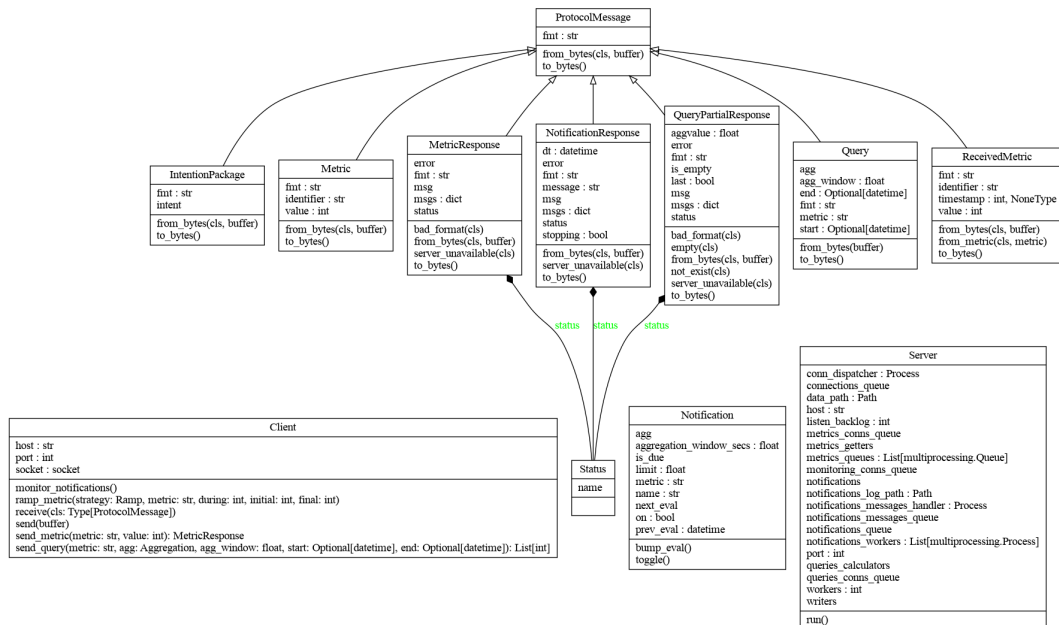 ProtocolMessage
fmt : str
from_bytes(cls, buffer)
to_bytes()
IntentionPackage
fmt : str
intent
from_bytes(cls, buffer)
to_bytes()
Metric
fmt : str
identifier : str
value : int
from_bytes(cls, buffer)
to_bytes()
MetricResponse
error
fmt : str
msg
msgs : dict
status
bad_format(cls)
from_bytes(cls, buffer)
server_unavailable(cls)
to_bytes()
NotificationResponse
dt : datetime
error
fmt : str
message : str
msg
msgs : dict
status
stopping : bool
from_bytes(cls, buffer)
server_unavailable(cls)
to_bytes()
QueryPartialResponse
aggvalue : float
error
fmt : str
is_empty
last : bool
msg
msgs : dict
status
bad_format(cls)
empty(cls)
from_bytes(cls, buffer)
not_exist(cls)
server_unavailable(cls)
to_bytes()
Query
agg
agg_window : float
end : Optional[datetime]
fmt : str
metric : str
start : Optional[datetime]
from_bytes(buffer)
to_bytes()
ReceivedMetric
fmt : str
identifier : str
timestamp : int, NoneType
value : int
from_bytes(cls, buffer)
from_metric(cls, metric)
to_bytes()
status
status
status
Client
host : str
port : int
socket : socket
monitor_notifications()
ramp_metric(strategy: Ramp, metric: str, during: int, initial: int, final: int)
receive(cls: Type[ProtocolMessage])
send(buffer)
send_metric(metric: str, value: int): MetricResponse
send_query(metric: str, agg: Aggregation, agg_window: float, start: Optional[datetime], end: Optional[datetime]): List[int]
Status
name
Notification
agg
aggregation_window_secs : float
is_due
limit : float
metric : str
name : str
next_eval
on : bool
prev_eval : datetime
bump_eval()
toggle()
Server
conn_dispatcher : Process
connections_queue
data_path : Path
host : str
listen_backlog : int
metrics_conns_queue
metrics_getters
metrics_queues : List[multiprocessing.Queue]
monitoring_conns_queue
notifications
notifications_log_path : Path
notifications_messages_handler : Process
notifications_messages_queue
notifications_queue
notifications_workers : List[multiprocessing.Process]
port : int
queries_calculators
queries_conns_queue
workers : int
writers
run()